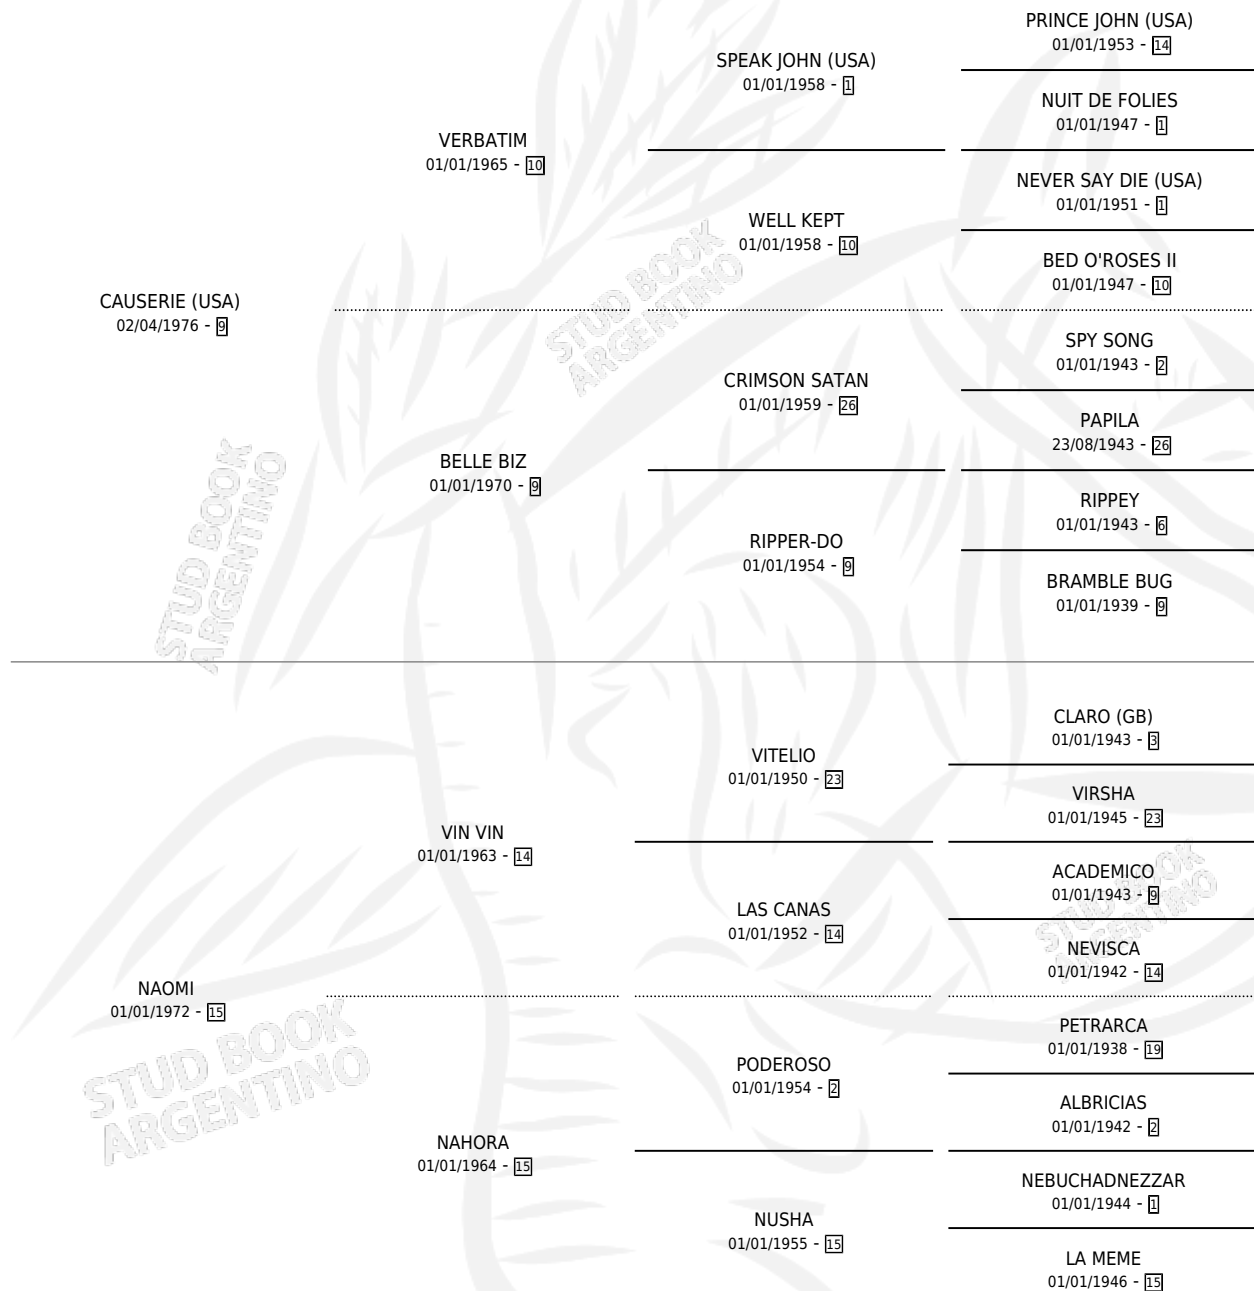 PRINCE JOHN (USA)
01/01/1953 - 14
SPEAK JOHN (USA)
01/01/1958 - 1
NUIT DE FOLIES
01/01/1947 - 1
VERBATIM
01/01/1965 - 10
NEVER SAY DIE (USA)
01/01/1951 - 1
WELL KEPT
01/01/1958 - 10
BED O'ROSES II
01/01/1947 - 10
CAUSERIE (USA)
02/04/1976 - 9
STUD BOOK
ARGENTINO
SPY SONG
01/01/1943 - 2
CRIMSON SATAN
01/01/1959 - 26
PAPILA
23/08/1943 - 26
BELLE BIZ
01/01/1970 - 9
RIPPEY
01/01/1943 - 6
RIPPER-DO
01/01/1954 - 9
BRAMBLE BUG
01/01/1939 - 9
STUD BOOK
ARGENTINO
CLARO (GB)
01/01/1943 - 3
VITELIO
01/01/1950 - 23
VIRSHA
01/01/1945 - 23
VIN VIN
01/01/1963 - 14
ACADEMICO
01/01/1943 - 9
STUD BOOK
ARGENTINO
LAS CANAS
01/01/1952 - 14
NEVISCA
01/01/1942 - 14
NAOMI
01/01/1972 - 15
STUD BOOK
ARGENTINO
PETRARCA
01/01/1938 - 19
PODEROSO
01/01/1954 - 2
ALBRICIAS
01/01/1942 - 2
NAHORA
01/01/1964 - 15
NEBUCHADNEZZAR
01/01/1944 - 1
NUSHA
01/01/1955 - 15
LA MEME
01/01/1946 - 15